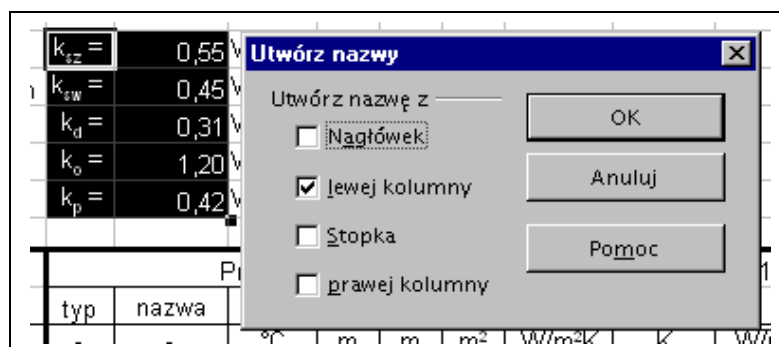 k_sz = 0,55
k_sw = 0,45
k_d = 0,31
k_o = 1,20
k_p = 0,42
Utwórz nazwy
Utwórz nazwę z
Nagłówek
lewej kolumny
Stopka
prawej kolumny
OK
Anuluj
Pomoc
typ nazwa
- - °C m m m² W/m²K K